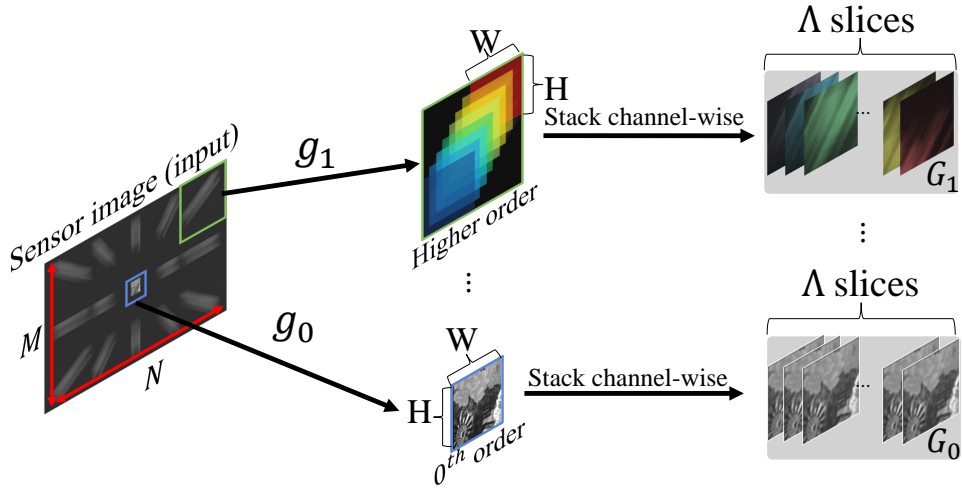 Sensor image (input)
M
N
g₁
g₀
W
H
Higher order
⋮
W
H
0ᵗʰ order
Stack channel-wise
Stack channel-wise
Λ slices
...
G₁
⋮
Λ slices
...
G₀